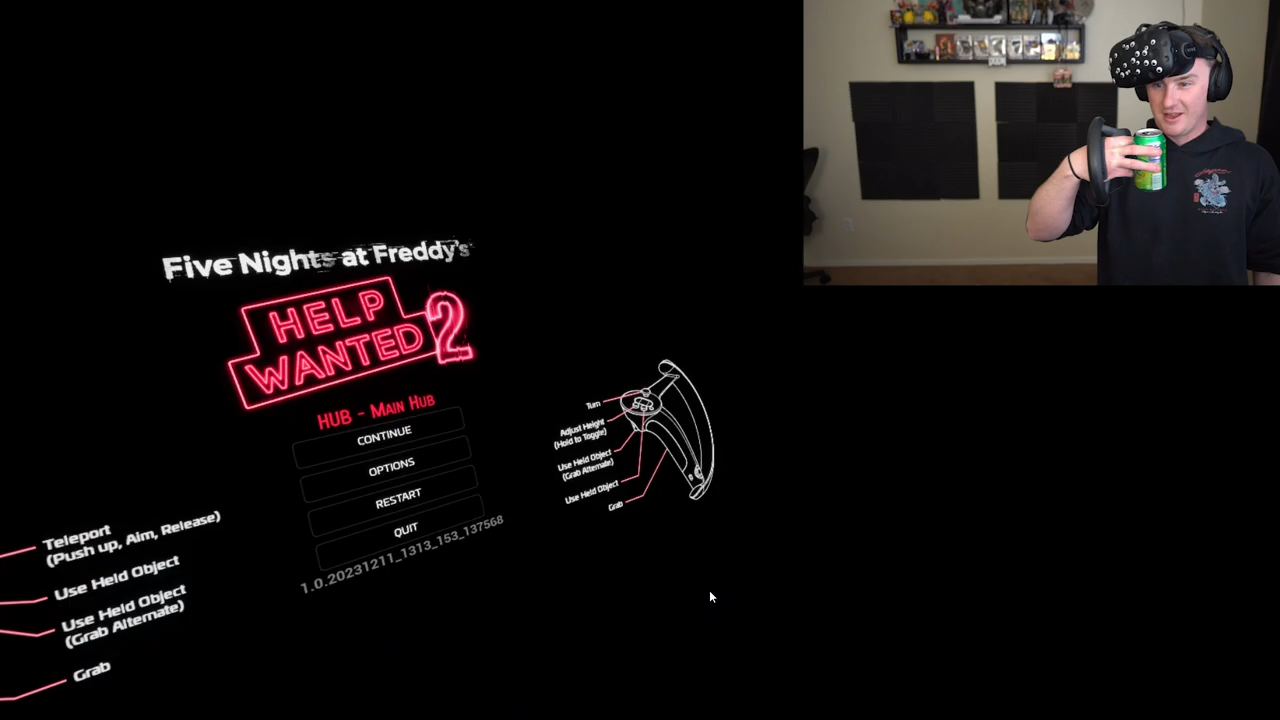 Five Nights at Freddy's
HELP
WANTED 2
HUB - MAIN HUB
CONTINUE
OPTIONS
RESTART
QUIT
1.0.20231211_1313_153_137568
Turn
Adjust Height
(Hold to Toggle)
Use Held Object
(Grab Alternate)
Use Held Object
Grab
Teleport
(Push up, Aim, Release)
Use Held Object
Use Held Object
(Grab Alternate)
Grab